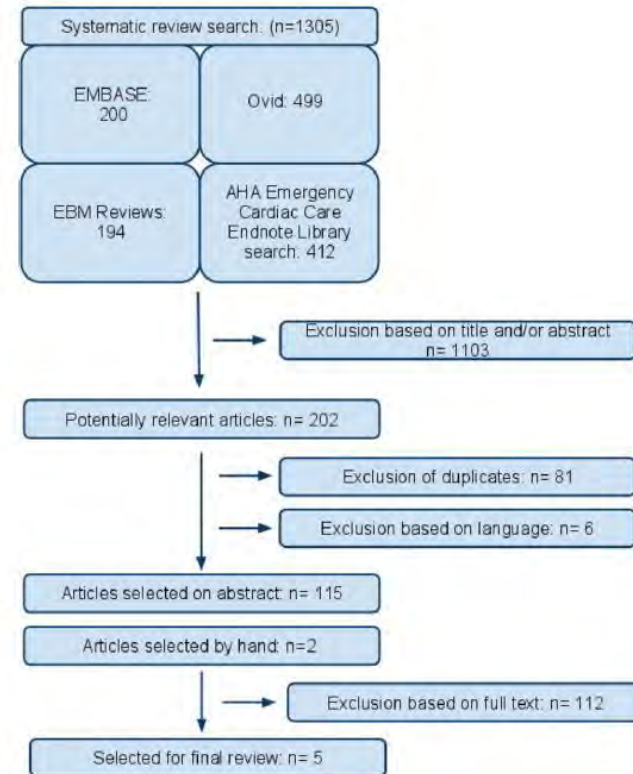 Systematic review search: (n=1305)
EMBASE:
200
Ovid: 499
EBM Reviews:
194
AHA Emergency
Cardiac Care
Endnote Library
search: 412
Exclusion based on title and/or abstract
n= 1103
Potentially relevant articles: n= 202
Exclusion of duplicates: n= 81
Exclusion based on language: n= 6
Articles selected on abstract: n= 115
Articles selected by hand: n=2
Exclusion based on full text: n= 112
Selected for final review: n= 5